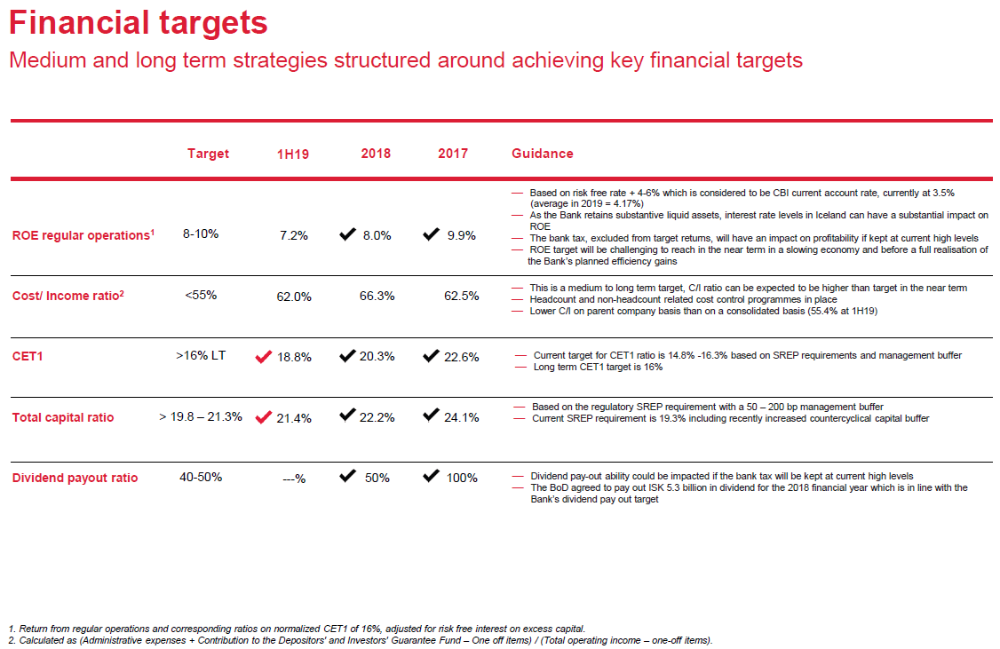 Financial targets
Medium and long term strategies structured around achieving key financial targets
Target 1H19 2018 2017 Guidance
— Based on risk free rate + 4-6% which is considered to be CBI current account rate, currently at 3.5%
(average in 2019 = 4.17%)
— As the Bank retains substantive liquid assets, interest rate levels in Iceland can have a substantial impact on
ROE
ROE regular operations1 8-10% 7.2% ✓ 8.0% ✓ 9.9%
— The bank tax, excluded from target returns, will have an impact on profitability if kept at current high levels
— ROE target will be challenging to reach in the near term in a slowing economy and before a full realisation of
the Bank's planned efficiency gains
Cost/ Income ratio2 <55% 62.0% 66.3% 62.5%
— This is a medium to long term target, C/I ratio can be expected to be higher than target in the near term
— Headcount and non-headcount related cost control programmes in place
— Lower C/I on parent company basis than on a consolidated basis (55.4% at 1H19)
CET1 >16% LT ✓ 18.8% ✓ 20.3% ✓ 22.6%
— Current target for CET1 ratio is 14.8% -16.3% based on SREP requirements and management buffer
— Long term CET1 target is 16%
Total capital ratio > 19.8 – 21.3% ✓ 21.4% ✓ 22.2% ✓ 24.1%
— Based on the regulatory SREP requirement with a 50 – 200 bp management buffer
— Current SREP requirement is 19.3% including recently increased countercyclical capital buffer
Dividend payout ratio 40-50% ---% ✓ 50% ✓ 100%
— Dividend pay-out ability could be impacted if the bank tax will be kept at current high levels
— The BoD agreed to pay out ISK 5.3 billion in dividend for the 2018 financial year which is in line with the
Bank's dividend pay out target
1. Return from regular operations and corresponding ratios on normalized CET1 of 16%, adjusted for risk free interest on excess capital.
2. Calculated as (Administrative expenses + Contribution to the Depositors' and Investors' Guarantee Fund – One off items) / (Total operating income – one-off items).